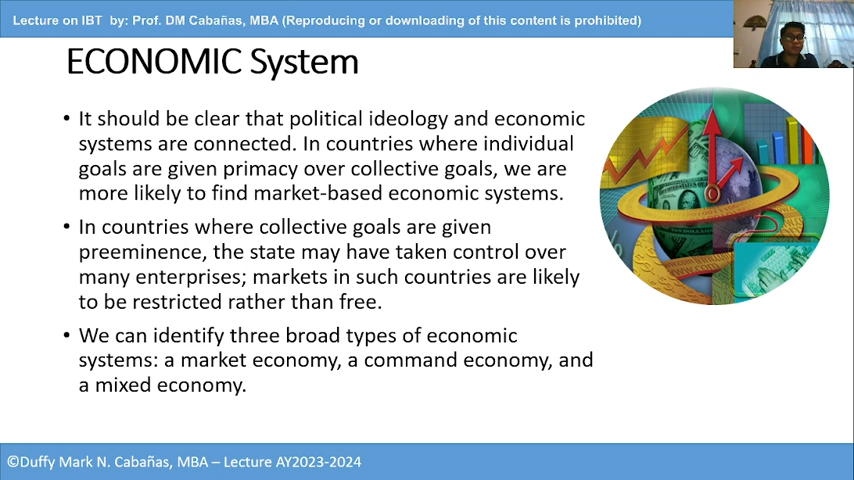 Lecture on IBT by: Prof. DM Cabañas, MBA (Reproducing or downloading of this content is prohibited)
ECONOMIC System
• It should be clear that political ideology and economic
systems are connected. In countries where individual
goals are given primacy over collective goals, we are
more likely to find market-based economic systems.
• In countries where collective goals are given
preeminence, the state may have taken control over
many enterprises; markets in such countries are likely
to be restricted rather than free.
• We can identify three broad types of economic
systems: a market economy, a command economy, and
a mixed economy.
©Duffy Mark N. Cabañas, MBA – Lecture AY2023-2024